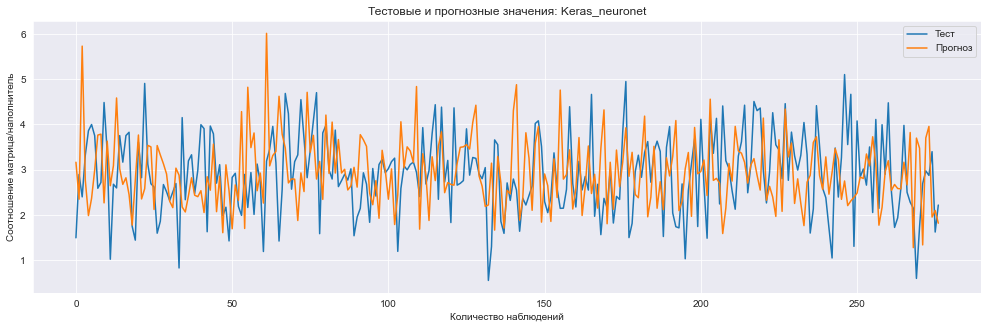 Тестовые и прогнозные значения: Keras_neuronet
Тест
Прогноз
Соотношение матрица/наполнитель
6
5
4
3
2
1
0 50 100 150 200 250
Количество наблюдений